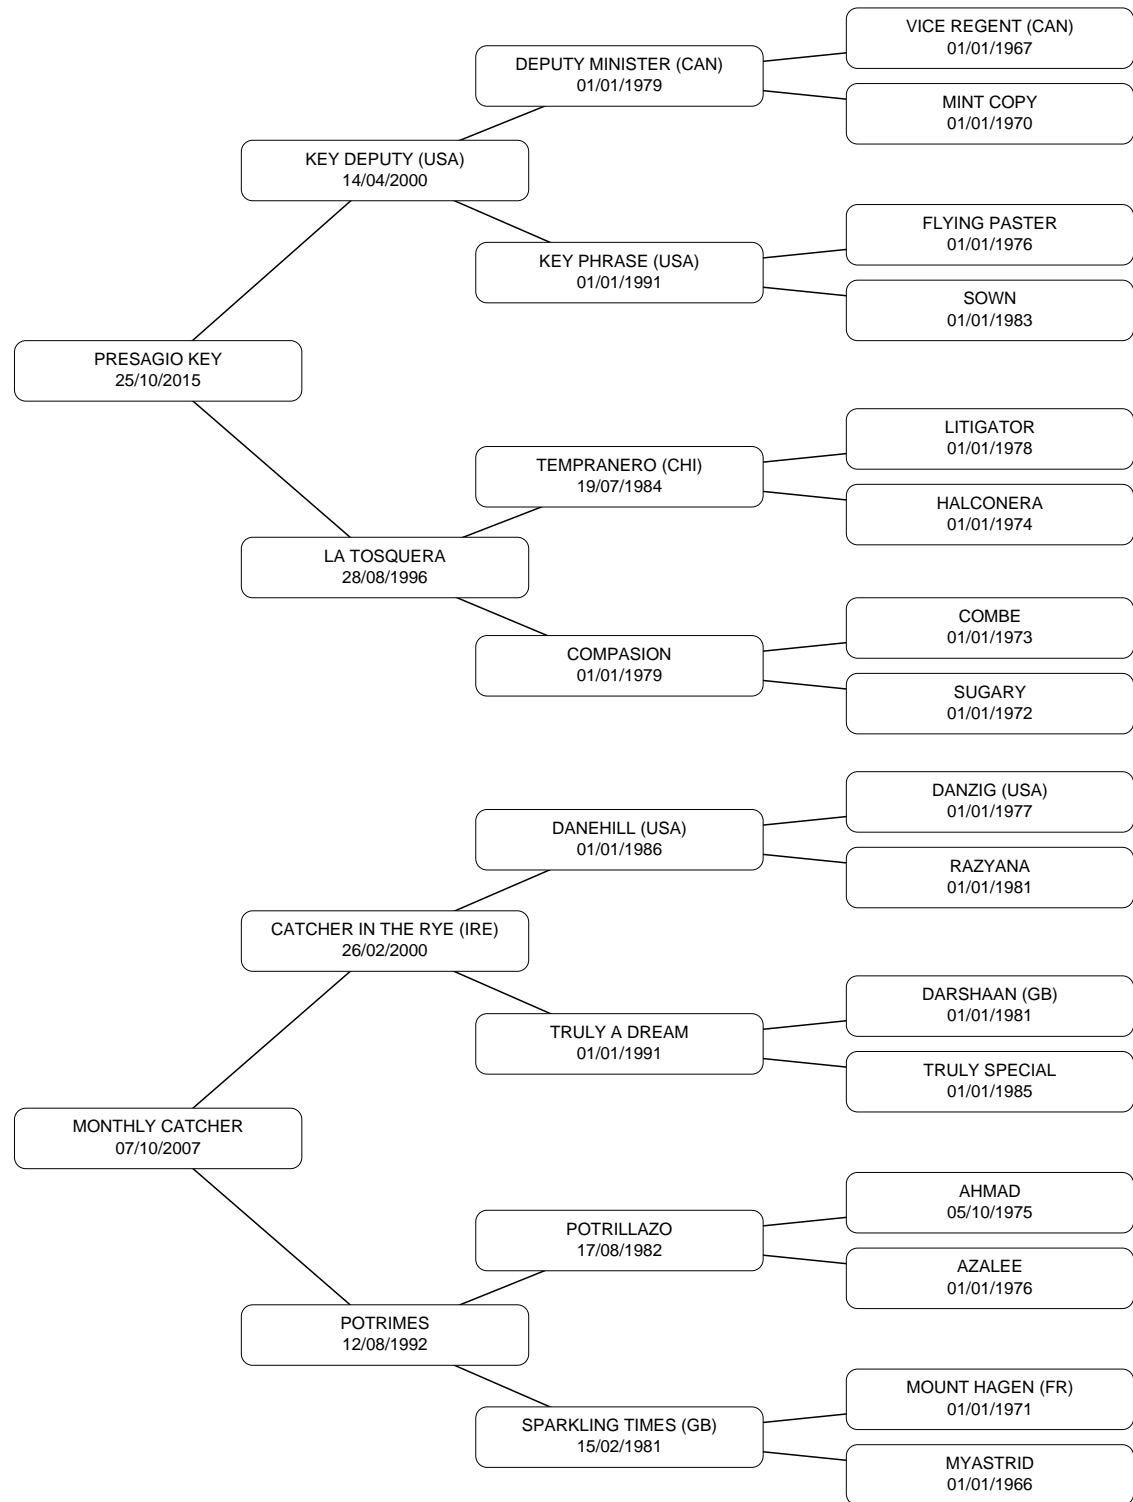 VICE REGENT (CAN)
01/01/1967
DEPUTY MINISTER (CAN)
01/01/1979
MINT COPY
01/01/1970
KEY DEPUTY (USA)
14/04/2000
FLYING PASTER
01/01/1976
KEY PHRASE (USA)
01/01/1991
SOWN
01/01/1983
PRESAGIO KEY
25/10/2015
LITIGATOR
01/01/1978
TEMPRANERO (CHI)
19/07/1984
HALCONERA
01/01/1974
LA TOSQUERA
28/08/1996
COMBE
01/01/1973
COMPASION
01/01/1979
SUGARY
01/01/1972
DANZIG (USA)
01/01/1977
DANEHILL (USA)
01/01/1986
RAZYANA
01/01/1981
CATCHER IN THE RYE (IRE)
26/02/2000
DARSHAAN (GB)
01/01/1981
TRULY A DREAM
01/01/1991
TRULY SPECIAL
01/01/1985
MONTHLY CATCHER
07/10/2007
AHMAD
05/10/1975
POTRILLAZO
17/08/1982
AZALEE
01/01/1976
POTRIMES
12/08/1992
MOUNT HAGEN (FR)
01/01/1971
SPARKLING TIMES (GB)
15/02/1981
MYASTRID
01/01/1966